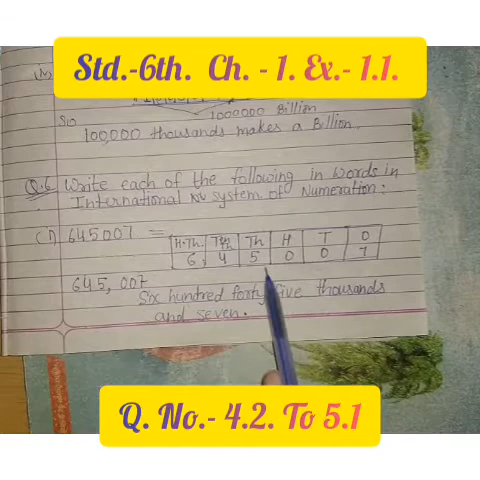 Std.-6th. Ch. - 1. Ex.- 1.1.
1000000 Billion
So
100,000 thousands makes a Billion.
Q.6 Write each of the following in words in
International Nu system of Numeration:
(1) 645007 =
H.Th. T.Th Th H T O
6, 4 5 0 0 7
645, 007
Six hundred forty five thousands
and seven.
Q. No.- 4.2. To 5.1